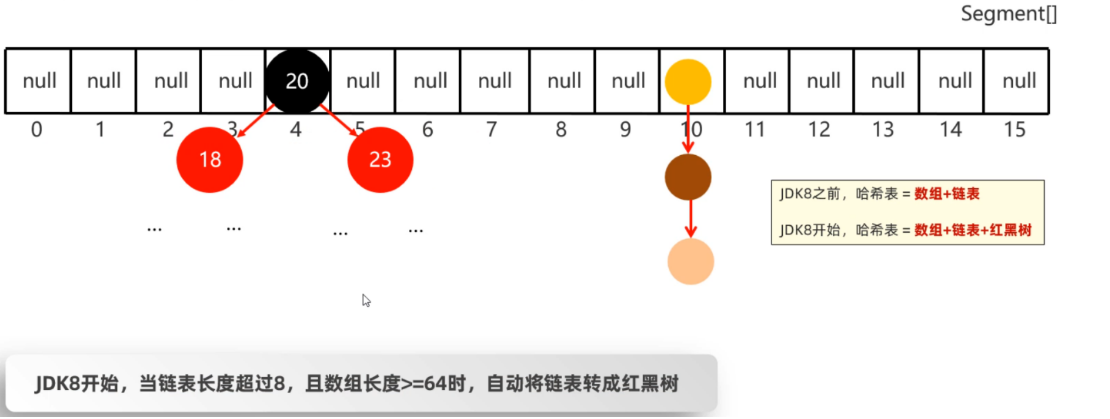 Segment[]
null null null null 20 null null null null null null null null null null
0 1 2 3 4 5 6 7 8 9 10 11 12 13 14 15
18 23
... ... ... ...
JDK8之前，哈希表 = 数组+链表
JDK8开始，哈希表 = 数组+链表+红黑树
JDK8开始，当链表长度超过8，且数组长度>=64时，自动将链表转成红黑树